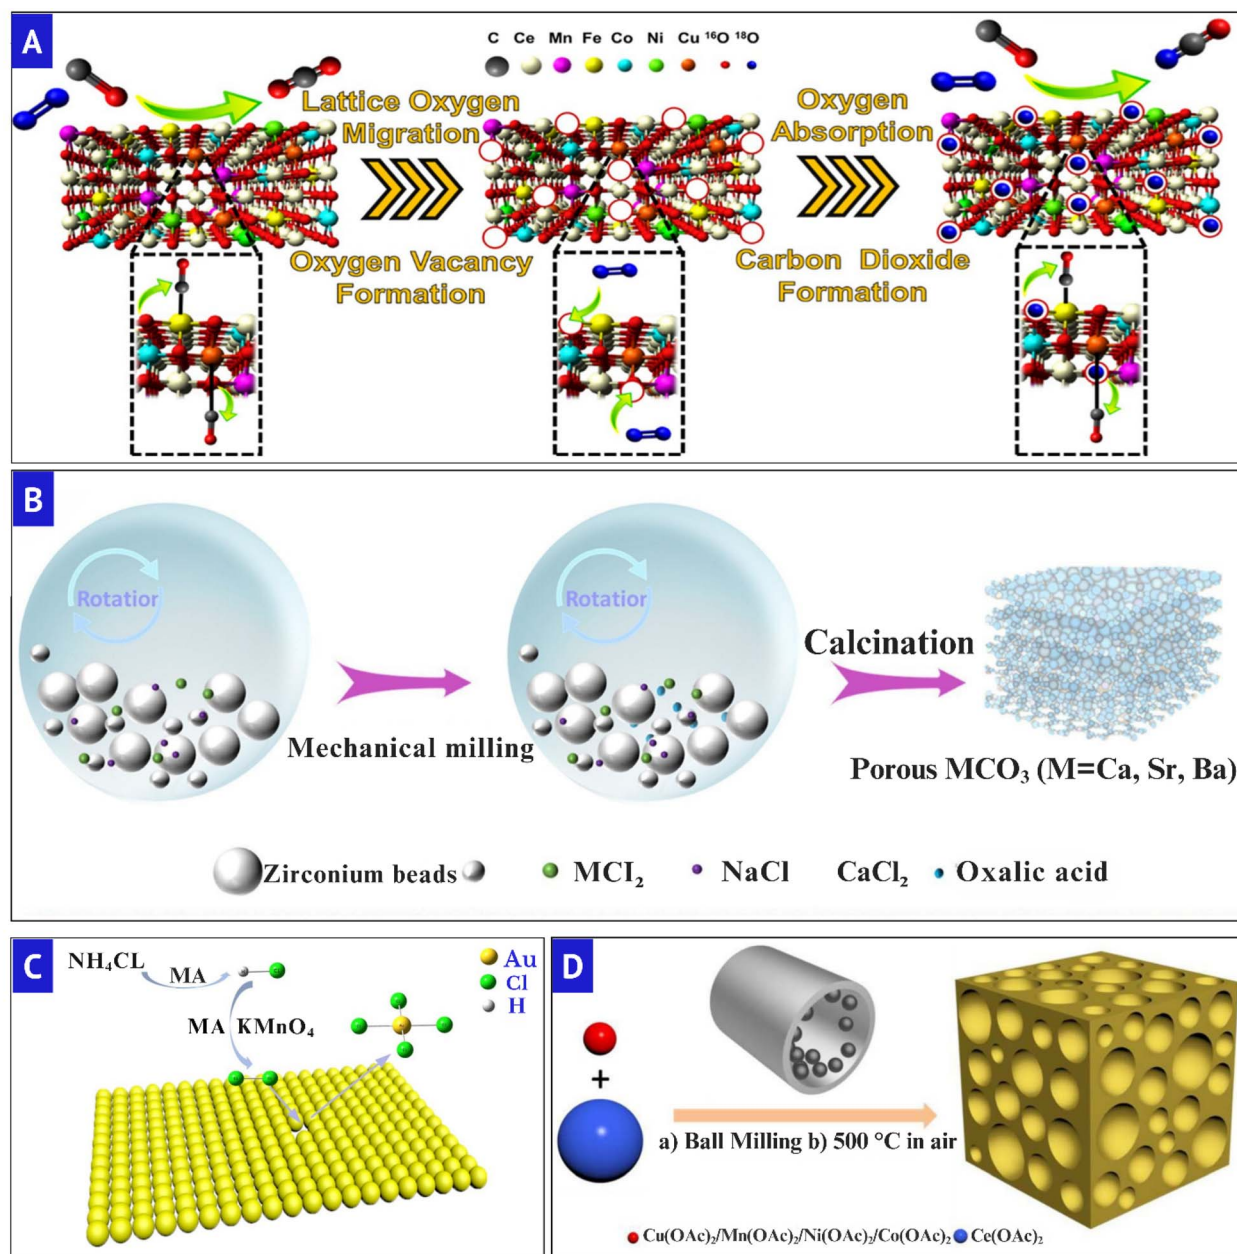 A
C Ce Mn Fe Co Ni Cu ¹⁶O ¹⁸O
Lattice Oxygen
Migration
Oxygen Vacancy
Formation
Oxygen
Absorption
Carbon Dioxide
Formation
B
Rotatior
Rotatior
Mechanical milling
Calcination
Porous MCO₃ (M=Ca, Sr, Ba)
Zirconium beads
MCI₂
NaCl
CaCl₂
Oxalic acid
C
NH₄CL
MA
MA KMnO₄
Au
Cl
H
D
+
a) Ball Milling b) 500 °C in air
Cu(OAc)₂/Mn(OAc)₂/Ni(OAc)₂/Co(OAc)₂ Ce(OAc)₂